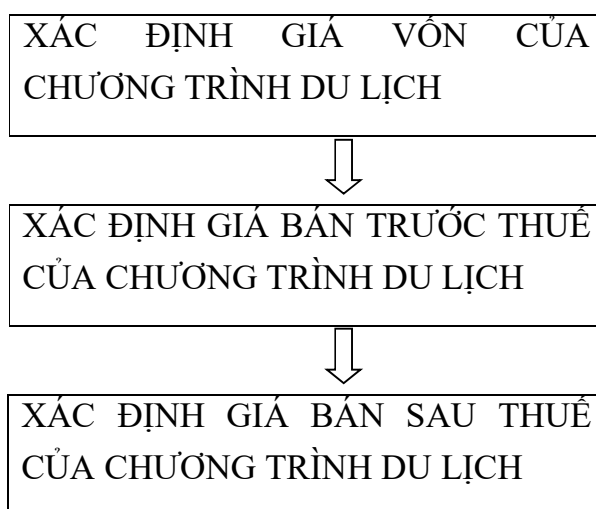 XÁC ĐỊNH GIÁ VỐN CỦA
CHƯƠNG TRÌNH DU LỊCH
XÁC ĐỊNH GIÁ BÁN TRƯỚC THUẾ
CỦA CHƯƠNG TRÌNH DU LỊCH
XÁC ĐỊNH GIÁ BÁN SAU THUẾ
CỦA CHƯƠNG TRÌNH DU LỊCH